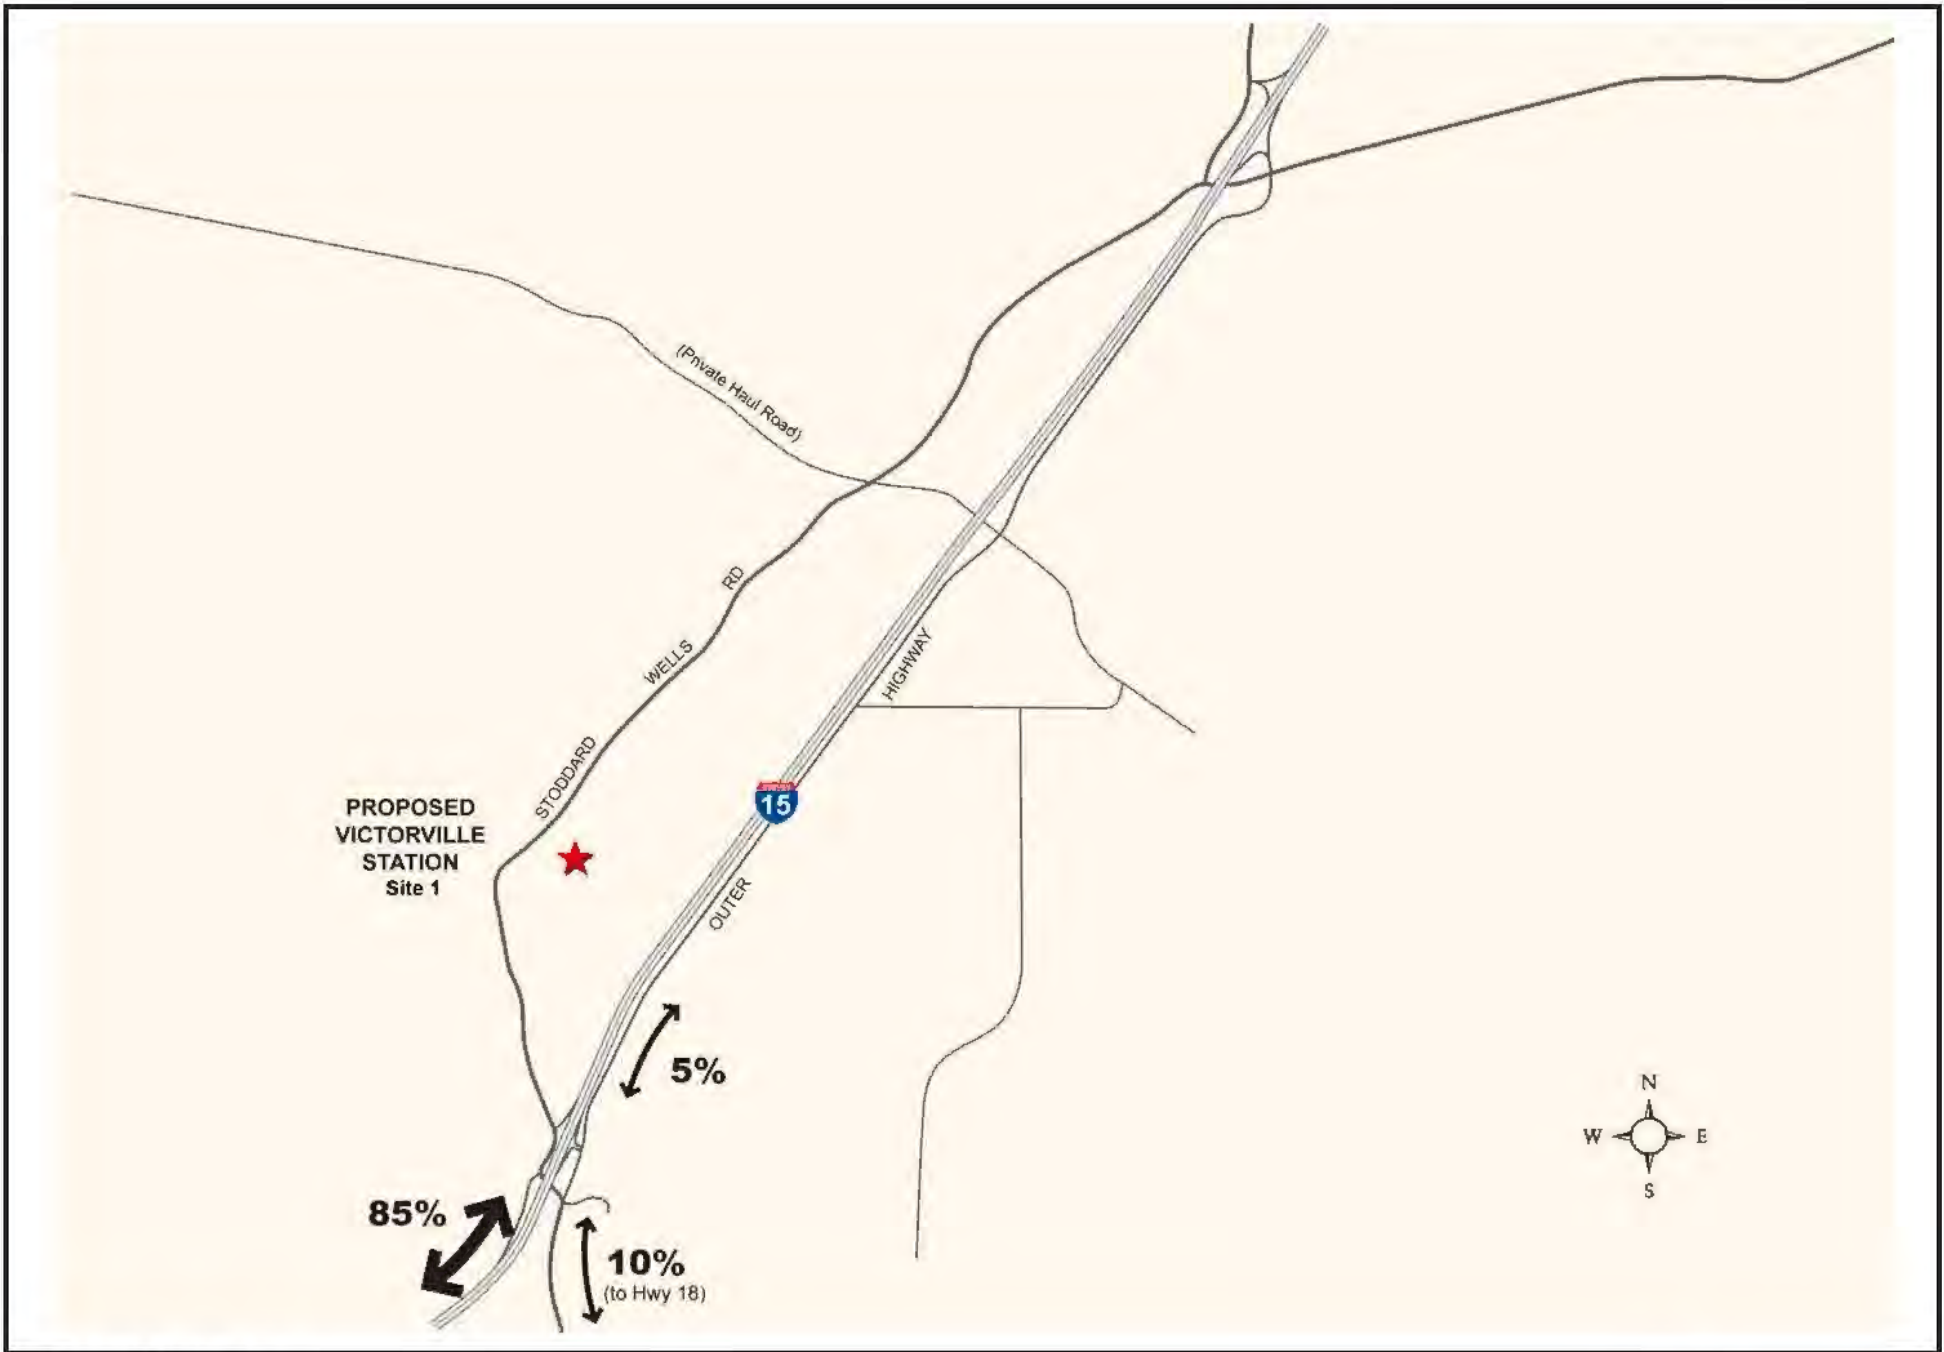 (Private Haul Road)
STODDARD WELLS RD
OUTER HIGHWAY
15
PROPOSED
VICTORVILLE
STATION
Site 1
5%
85%
10%
(to Hwy 18)
N
W E
S